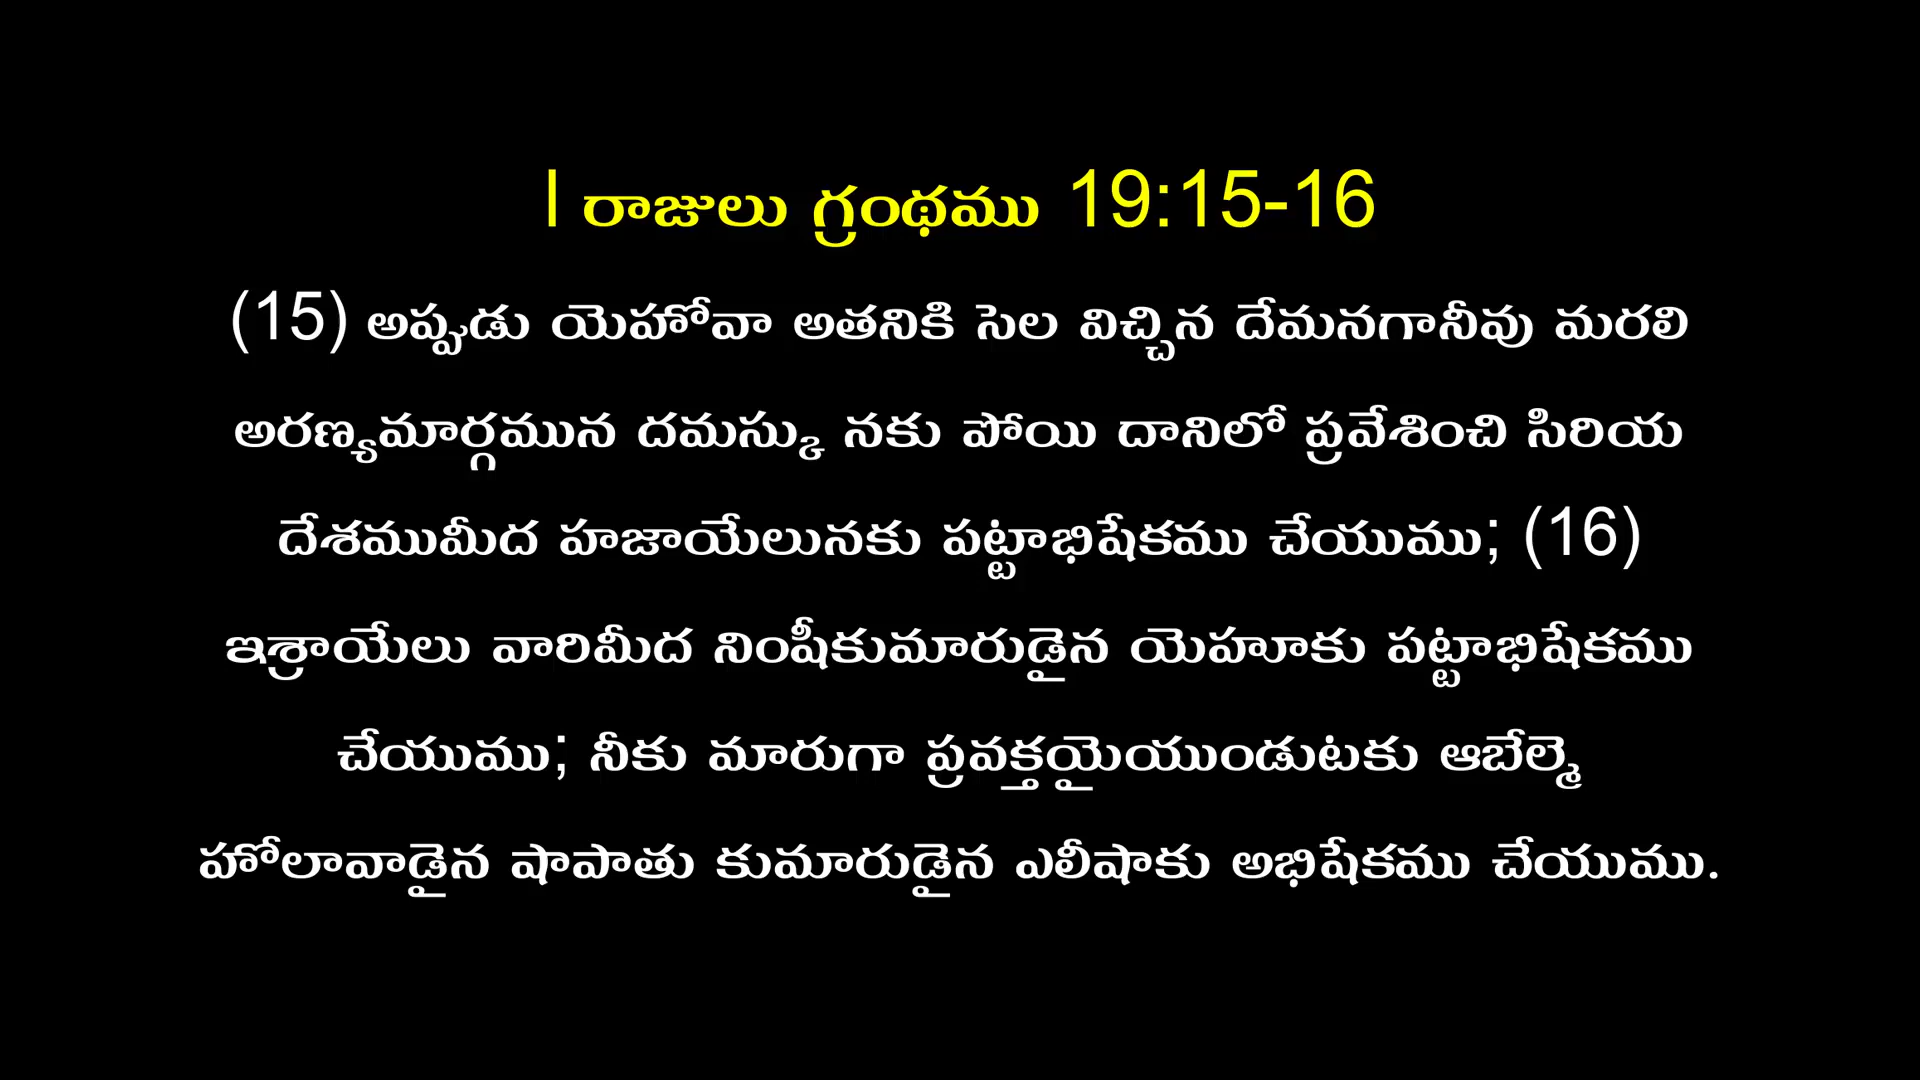 I రాజులు గ్రంథము 19:15-16
(15) అప్పుడు యెహోవా అతనికి సెల విచ్చిన దేమనగానీవు మరలి
అరణ్యమార్గమున దమస్కు నకు పోయి దానిలో ప్రవేశించి సిరియ
దేశముమీద హజాయేలునకు పట్టాభిషేకము చేయుము; (16)
ఇశ్రాయేలు వారిమీద నింషీకుమారుడైన యెహూకు పట్టాభిషేకము
చేయుము; నీకు మారుగా ప్రవక్తయైయుండుటకు ఆబేల్మె
హోలావాడైన షాపాతు కుమారుడైన ఎలీషాకు అభిషేకము చేయుము.